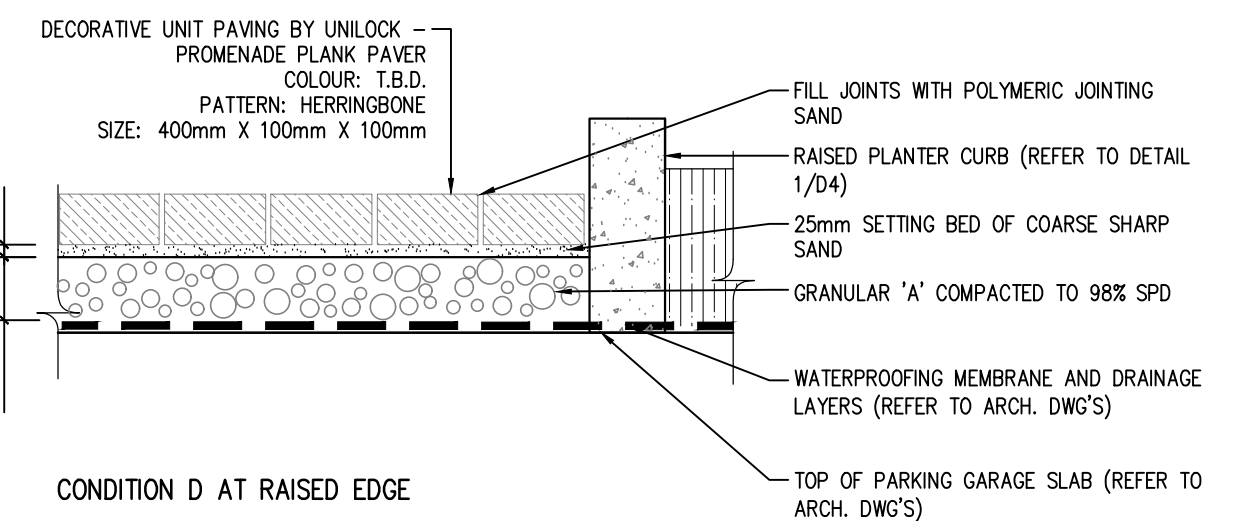 DECORATIVE UNIT PAVING BY UNILOCK –
PROMENADE PLANK PAVER
COLOUR: T.B.D.
PATTERN: HERRINGBONE
SIZE: 400mm X 100mm X 100mm
FILL JOINTS WITH POLYMERIC JOINTING
SAND
RAISED PLANTER CURB (REFER TO DETAIL
1/D4)
25mm SETTING BED OF COARSE SHARP
SAND
GRANULAR 'A' COMPACTED TO 98% SPD
WATERPROOFING MEMBRANE AND DRAINAGE
LAYERS (REFER TO ARCH. DWG'S)
TOP OF PARKING GARAGE SLAB (REFER TO
ARCH. DWG'S)
CONDITION D AT RAISED EDGE